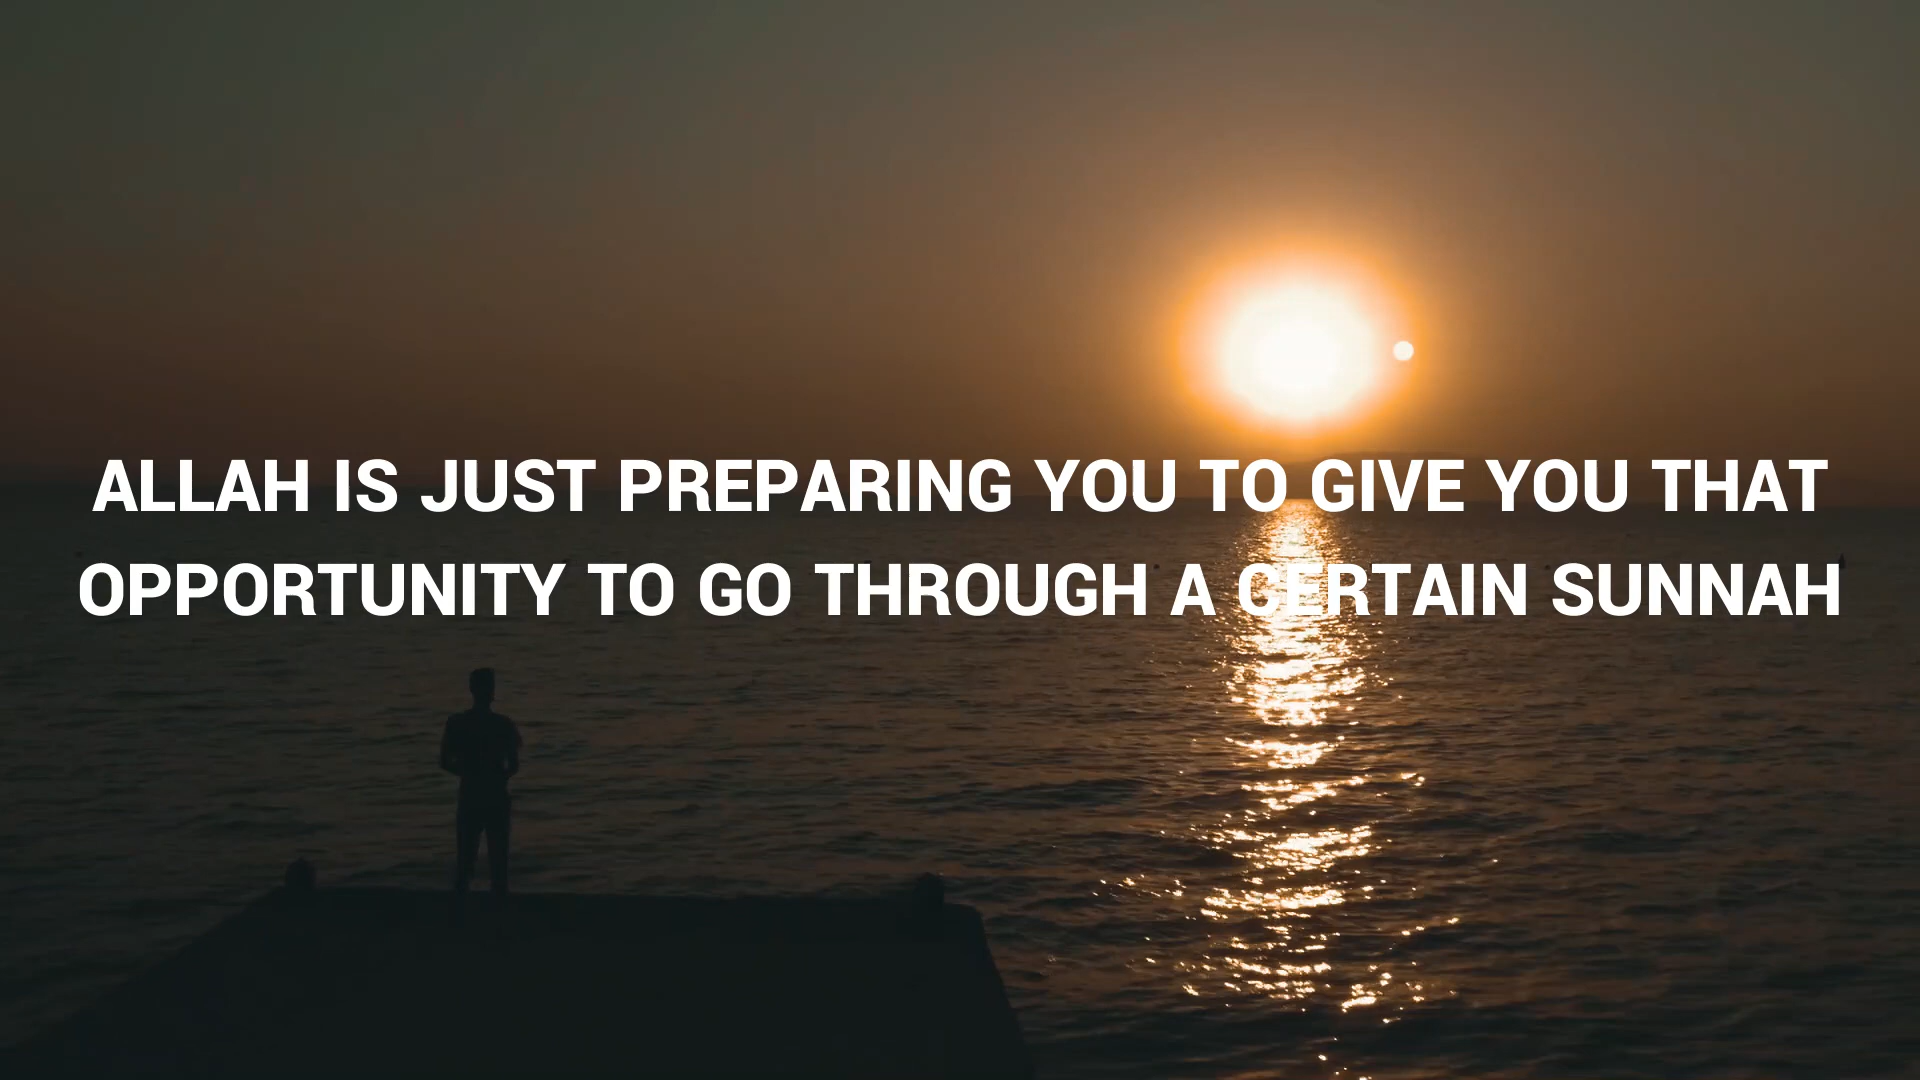 ALLAH IS JUST PREPARING YOU TO GIVE YOU THAT
OPPORTUNITY TO GO THROUGH A CERTAIN SUNNAH